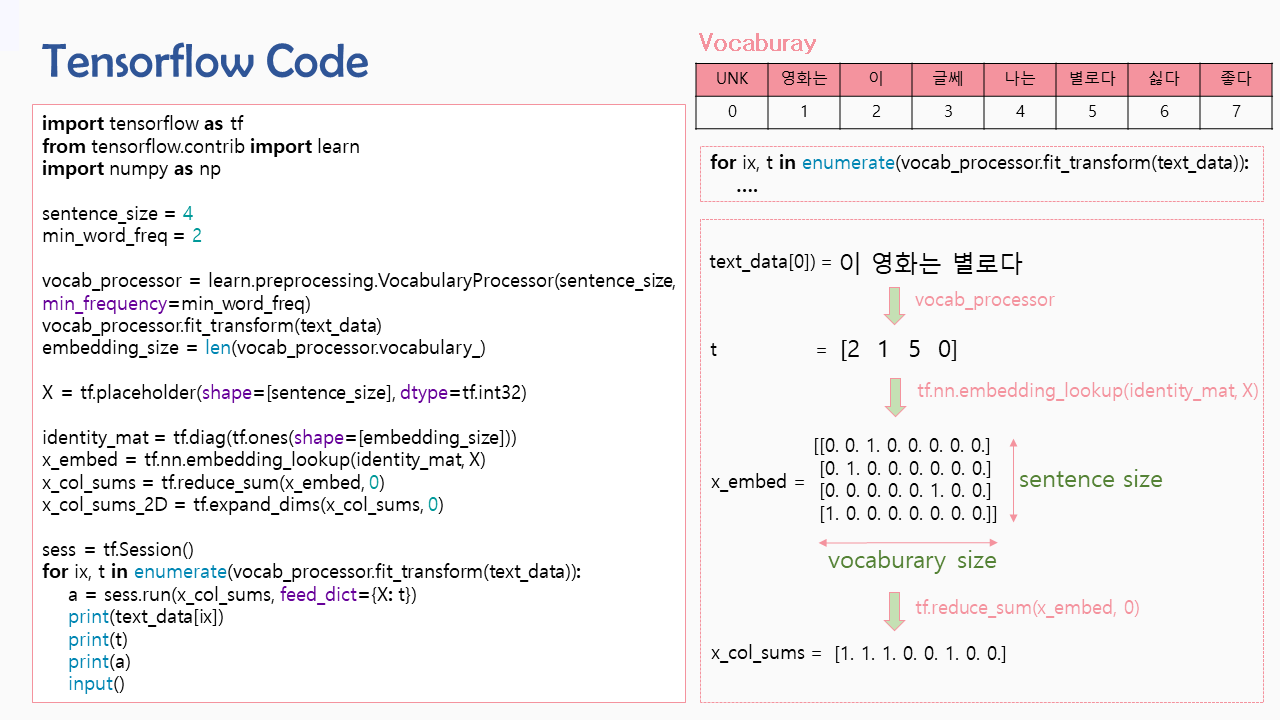 Tensorflow Code
import tensorflow as tf
from tensorflow.contrib import learn
import numpy as np
sentence_size = 4
min_word_freq = 2
vocab_processor = learn.preprocessing.VocabularyProcessor(sentence_size,
min_frequency=min_word_freq)
vocab_processor.fit_transform(text_data)
embedding_size = len(vocab_processor.vocabulary_)
X = tf.placeholder(shape=[sentence_size], dtype=tf.int32)
identity_mat = tf.diag(tf.ones(shape=[embedding_size]))
x_embed = tf.nn.embedding_lookup(identity_mat, X)
x_col_sums = tf.reduce_sum(x_embed, 0)
x_col_sums_2D = tf.expand_dims(x_col_sums, 0)
sess = tf.Session()
for ix, t in enumerate(vocab_processor.fit_transform(text_data)):
a = sess.run(x_col_sums, feed_dict={X: t})
print(text_data[ix])
print(t)
print(a)
input()
Vocaburay
UNK 영화는 이 글쎄 나는 별로다 싫다 좋다
0 1 2 3 4 5 6 7
for ix, t in enumerate(vocab_processor.fit_transform(text_data)):
....
text_data[0]) = 이 영화는 별로다
vocab_processor
t = [2 1 5 0]
tf.nn.embedding_lookup(identity_mat, X)
[[0. 0. 1. 0. 0. 0. 0. 0.]
[0. 1. 0. 0. 0. 0. 0. 0.]
x_embed =
[0. 0. 0. 0. 0. 1. 0. 0.]
[1. 0. 0. 0. 0. 0. 0. 0.]]
sentence size
vocaburary size
tf.reduce_sum(x_embed, 0)
x_col_sums = [1. 1. 1. 0. 0. 1. 0. 0.]